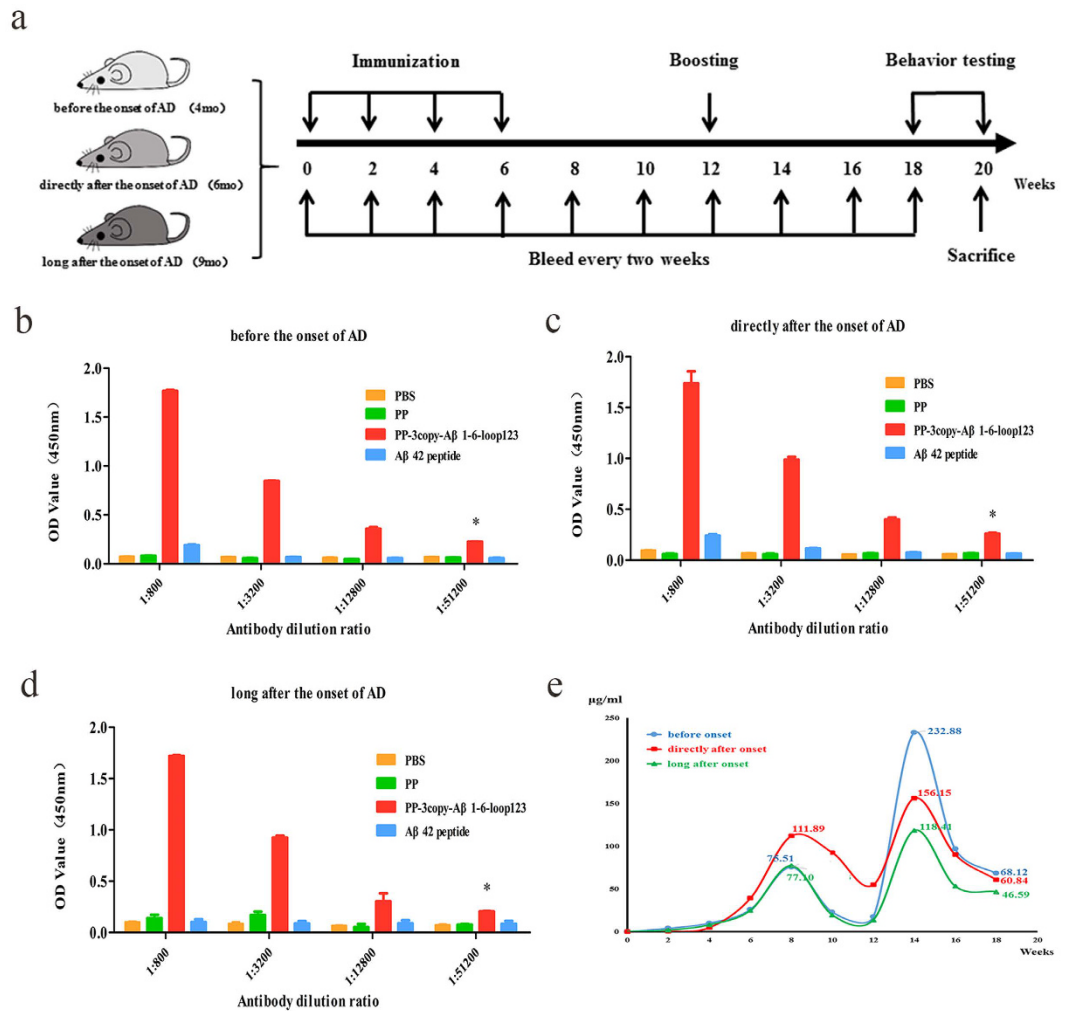 a
Immunization
Boosting
Behavior testing
before the onset of AD （4mo）
directly after the onset of AD （6mo）
long after the onset of AD （9mo）
0 2 4 6 8 10 12 14 16 18 20
Weeks
Bleed every two weeks
Sacrifice
b
before the onset of AD
OD Value（450nm）
2.0
1.5
1.0
0.5
0.0
PBS
PP
PP-3copy-Aβ 1-6-loop123
Aβ 42 peptide
*
1:800 1:3200 1:12800 1:51200
Antibody dilution ratio
c
directly after the onset of AD
OD Value（450nm）
2.0
1.5
1.0
0.5
0.0
PBS
PP
PP-3copy-Aβ 1-6-loop123
Aβ 42 peptide
*
1:800 1:3200 1:12800 1:51200
Antibody dilution ratio
d
long after the onset of AD
OD Value（450nm）
2.0
1.5
1.0
0.5
0.0
PBS
PP
PP-3copy-Aβ 1-6-loop123
Aβ 42 peptide
*
1:800 1:3200 1:12800 1:51200
Antibody dilution ratio
e
μg/ml
250
200
150
100
50
0
before onset
directly after onset
long after onset
232.88
156.15
118.41
111.89
75.51
77.10
68.12
60.84
46.59
0 2 4 6 8 10 12 14 16 18 20
Weeks